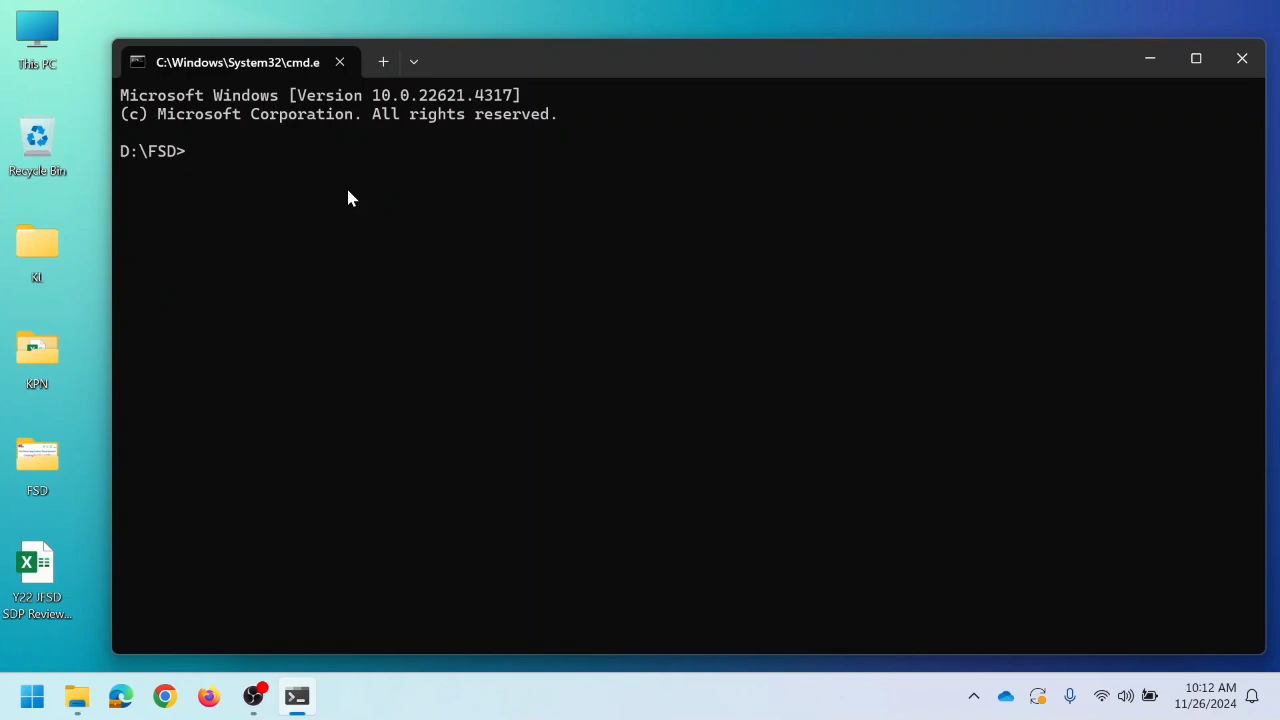 This PC
Recycle Bin
KL
KPN
FSD
Y22 JFSD
SDP Review...
C:\Windows\System32\cmd.e
Microsoft Windows [Version 10.0.22621.4317]
(c) Microsoft Corporation. All rights reserved.
D:\FSD>
10:12 AM
11/26/2024